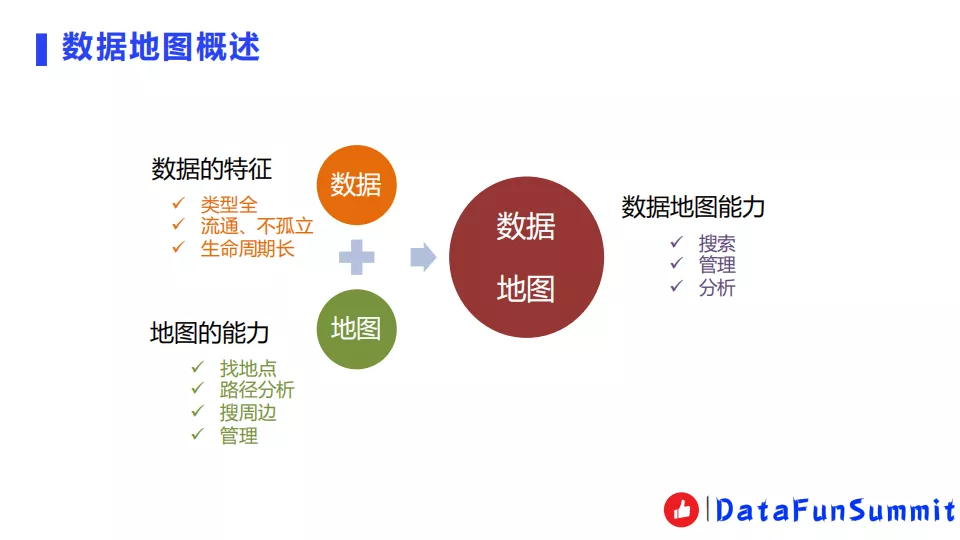 数据地图概述
数据的特征
类型全
流通、不孤立
生命周期长
数据
地图
地图的能力
找地点
路径分析
搜周边
管理
数据
地图
数据地图能力
搜索
管理
分析
DataFunSummit